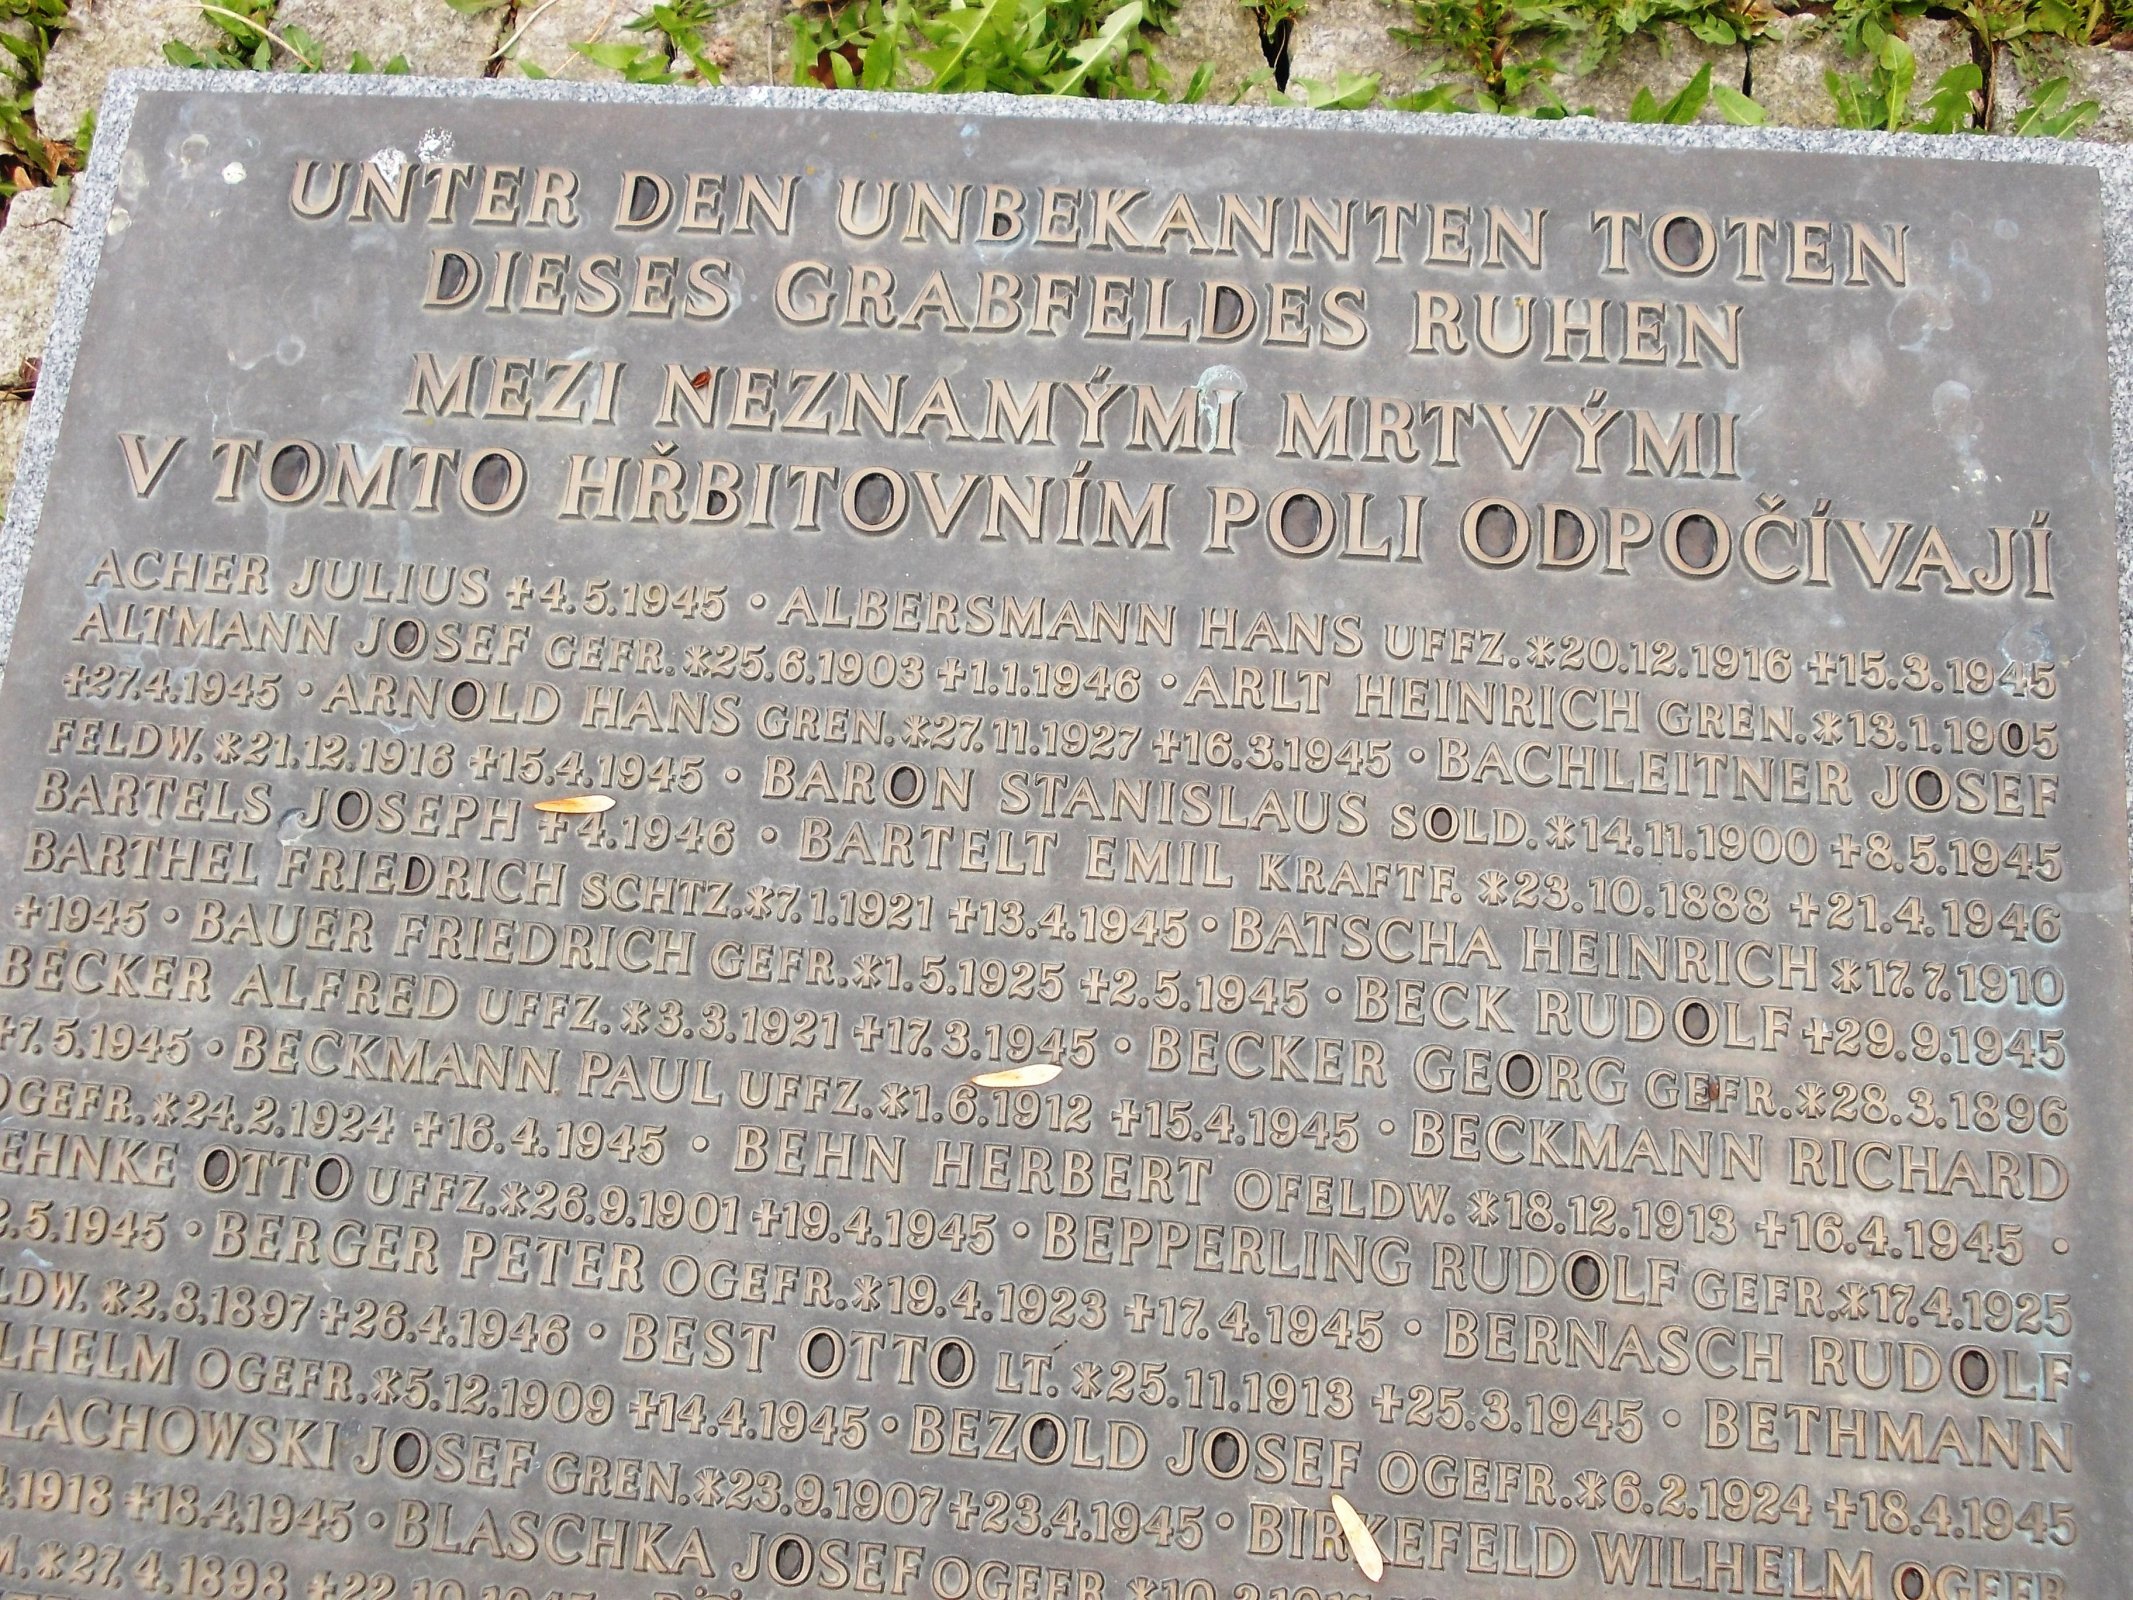 UNTER DEN UNBEKANNTEN TOTEN
DIESES GRABFELDES RUHEN
MEZI NEZNAMÝMI MRTVÝMI
V TOMTO HŘBITOVNÍM POLI ODPOČÍVAJÍ
ACHER JULIUS +4.5.1945 · ALBERSMANN HANS UFFZ.*20.12.1916 +15.3.1945
ALTMANN JOSEF GEFR.*25.6.1903 +1.1.1946 · ARLT HEINRICH GREN.*13.1.1905
+27.4.1945 · ARNOLD HANS GREN.*27.11.1927 +16.3.1945 · BACHLEITNER JOSEF
FELDW.*21.12.1916 +15.4.1945 · BARON STANISLAUS SOLD.*14.11.1900 +8.5.1945
BARTELS JOSEPH +4.1946 · BARTELT EMIL KRAFTF.*23.10.1888 +21.4.1946
BARTHEL FRIEDRICH SCHTZ.*7.1.1921 +13.4.1945 · BATSCHA HEINRICH *17.7.1910
+1945 · BAUER FRIEDRICH GEFR.*1.5.1925 +2.5.1945 · BECK RUDOLF +29.9.1945
BECKER ALFRED UFFZ.*3.3.1921 +17.3.1945 · BECKER GEORG GEFR.*28.3.1896
+7.5.1945 · BECKMANN PAUL UFFZ.*1.6.1912 +15.4.1945 · BECKMANN RICHARD
OGEFR.*24.2.1924 +16.4.1945 · BEHN HERBERT OFELDW.*18.12.1913 +16.4.1945 ·
EHNKE OTTO UFFZ.*26.9.1901 +19.4.1945 · BEPPERLING RUDOLF GEFR.*17.4.1925
2.5.1945 · BERGER PETER OGEFR.*19.4.1923 +17.4.1945 · BERNASCH RUDOLF
LDW.*2.8.1897 +26.4.1946 · BEST OTTO LT.*25.11.1913 +25.3.1945 · BETHMANN
LHELM OGEFR.*5.12.1909 +14.4.1945 · BEZOLD JOSEF OGEFR.*6.2.1924 +18.4.1945
LACHOWSKI JOSEF GREN.*23.9.1907 +23.4.1945 · BIRKEFELD WILHELM OGEFR
.1918 +18.4.1945 · BLASCHKA JOSEF OGEFR
M.*27.4.1898